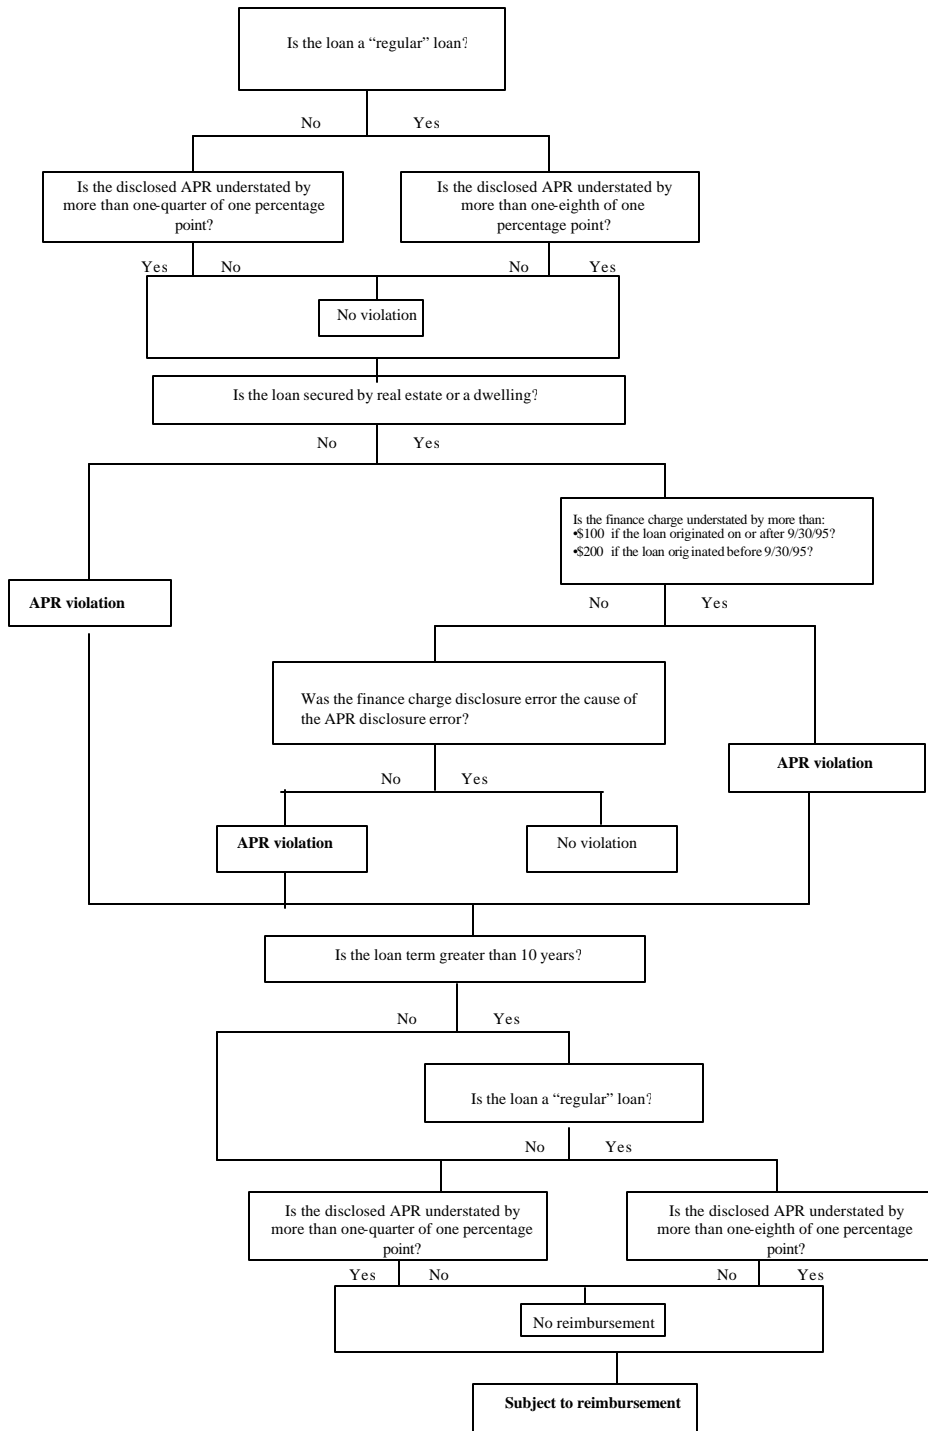 Is the loan a “regular” loan?
No Yes
Is the disclosed APR understated by
more than one-quarter of one percentage
point?
Is the disclosed APR understated by
more than one-eighth of one
percentage point?
Yes No
No Yes
No violation
Is the loan secured by real estate or a dwelling?
No Yes
Is the finance charge understated by more than:
•$100 if the loan originated on or after 9/30/95?
•$200 if the loan originated before 9/30/95?
APR violation
No Yes
Was the finance charge disclosure error the cause of
the APR disclosure error?
APR violation
No Yes
APR violation
No violation
Is the loan term greater than 10 years?
No Yes
Is the loan a “regular” loan?
No Yes
Is the disclosed APR understated by
more than one-quarter of one percentage
point?
Is the disclosed APR understated by
more than one-eighth of one percentage
point?
Yes No
No Yes
No reimbursement
Subject to reimbursement